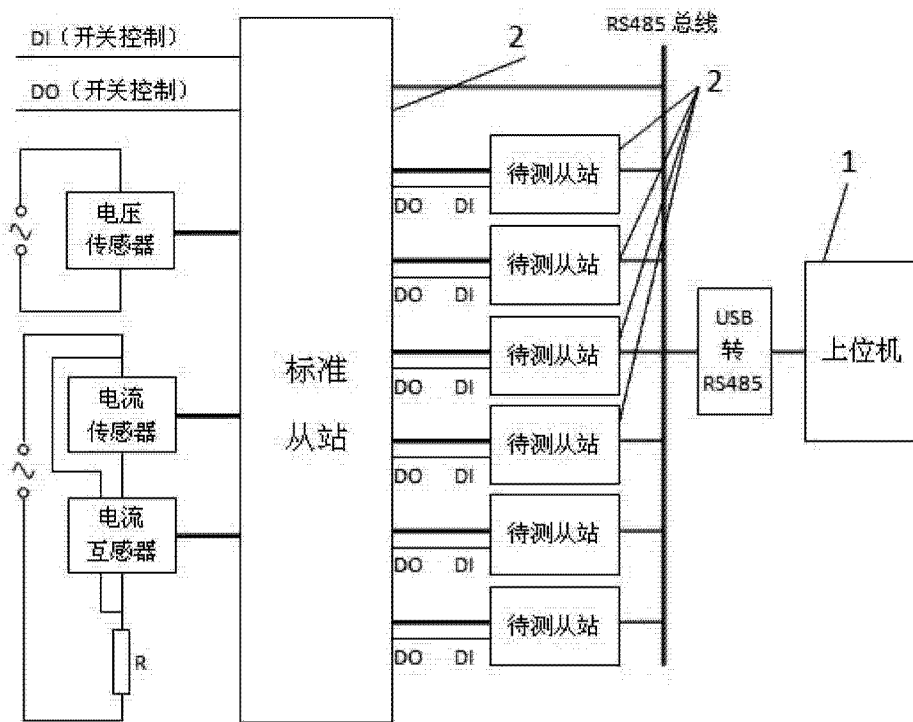 DI（开关控制）
DO（开关控制）
电压
传感器
电流
传感器
电流
互感器
R
标准
从站
2
RS485 总线
2
待测从站
DO DI
待测从站
DO DI
待测从站
DO DI
待测从站
DO DI
待测从站
DO DI
待测从站
DO DI
USB
转
RS485
1
上位机